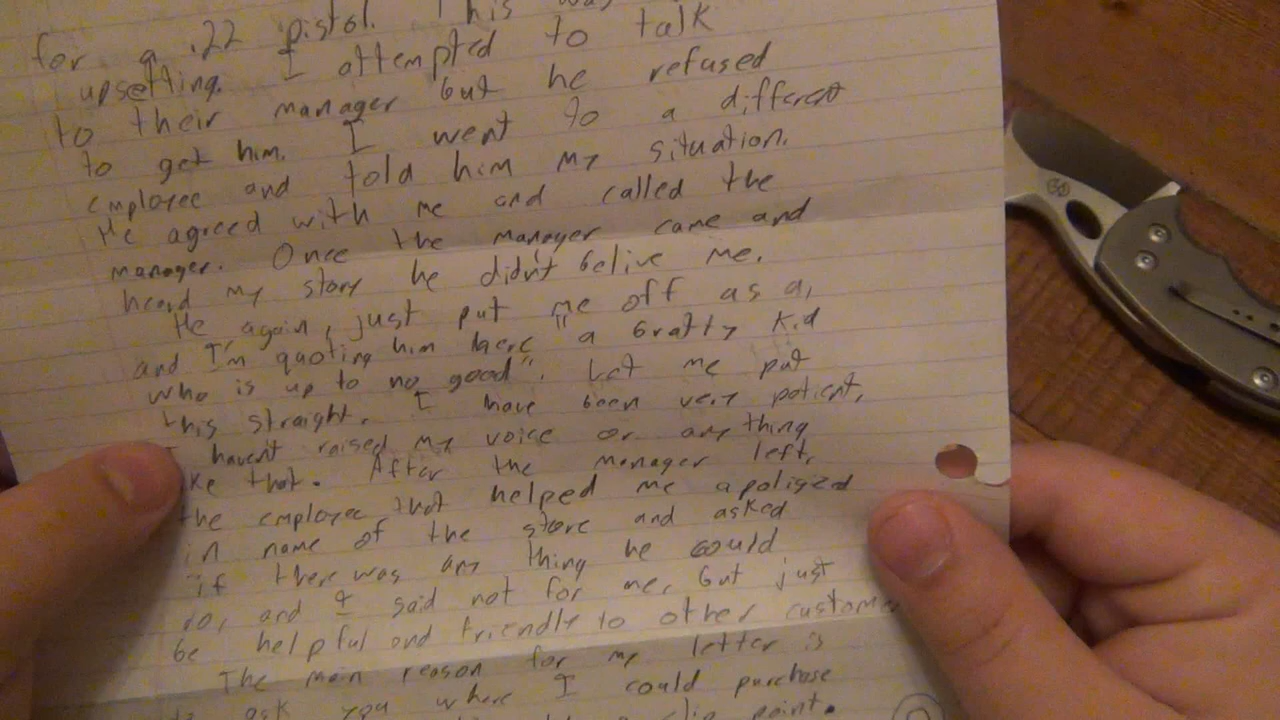 for a .22 pistol. This was
upsetting. I attempted to talk
to their manager but he refused
to get him. I went to a different
employee and told him my situation.
He agreed with me and called the
manager. Once the manager came and
heard my story he didn't belive me.
He again, just put me off as a,
and I'm quoting him here "a bratty kid
who is up to no good". Let me put
this straight. I have been very patient,
I havent raised my voice or any thing
like that. After the manager left,
the employee that helped me apoligized
in name of the store and asked
if there was any thing he could
do, and I said not for me, but just
be helpful and friendly to other customer
The main reason for my letter is
to ask you where I could purchase
clip point.